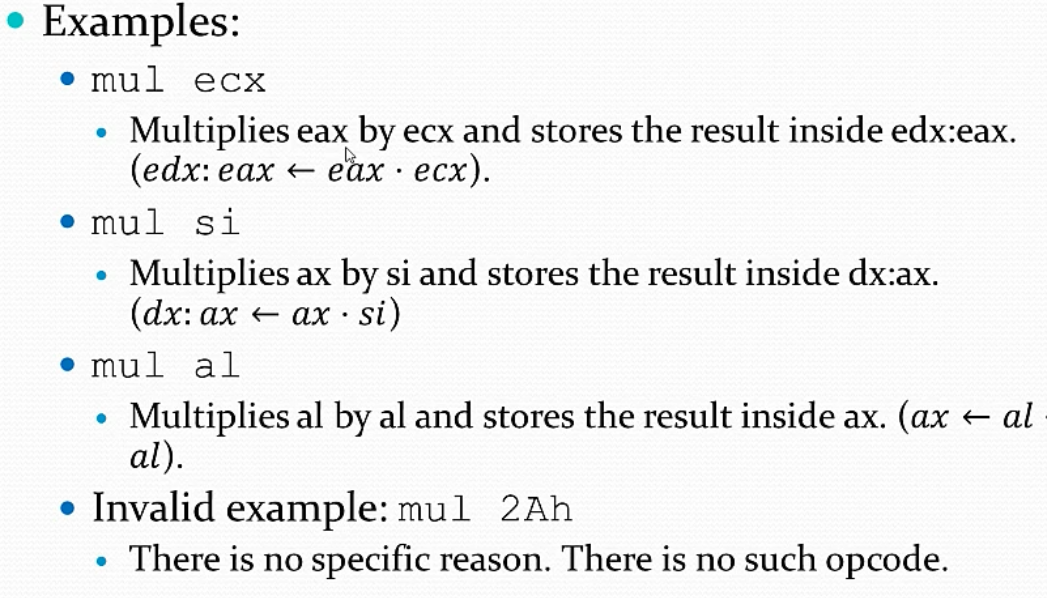 Examples:
mul ecx
Multiplies eax by ecx and stores the result inside edx:eax.
(edx: eax ← eax · ecx).
mul si
Multiplies ax by si and stores the result inside dx:ax.
(dx: ax ← ax · si)
mul al
Multiplies al by al and stores the result inside ax. (ax ← al ·
al).
Invalid example: mul 2Ah
There is no specific reason. There is no such opcode.